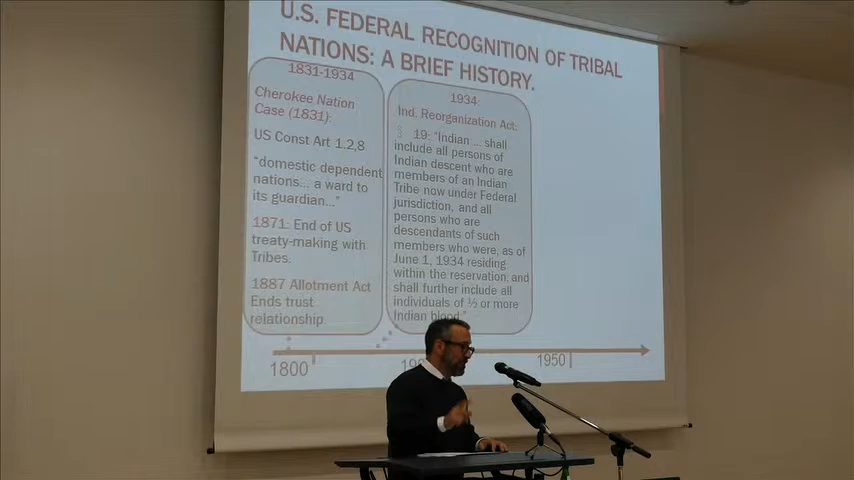 U.S. FEDERAL RECOGNITION OF TRIBAL
NATIONS: A BRIEF HISTORY.
1831-1934
Cherokee Nation
Case (1831):
US Const Art 1.2,8
"domestic dependent
nations... a ward to
its guardian..."
1871: End of US
treaty-making with
Tribes.
1887 Allotment Act
Ends trust
relationship.
1934:
Ind. Reorganization Act:
§ 19: "Indian ... shall
include all persons of
Indian descent who are
members of an Indian
Tribe now under Federal
jurisdiction, and all
persons who are
descendants of such
members who were, as of
June 1, 1934 residing
within the reservation, and
shall further include all
individuals of ½ or more
Indian blood."
1800
1950